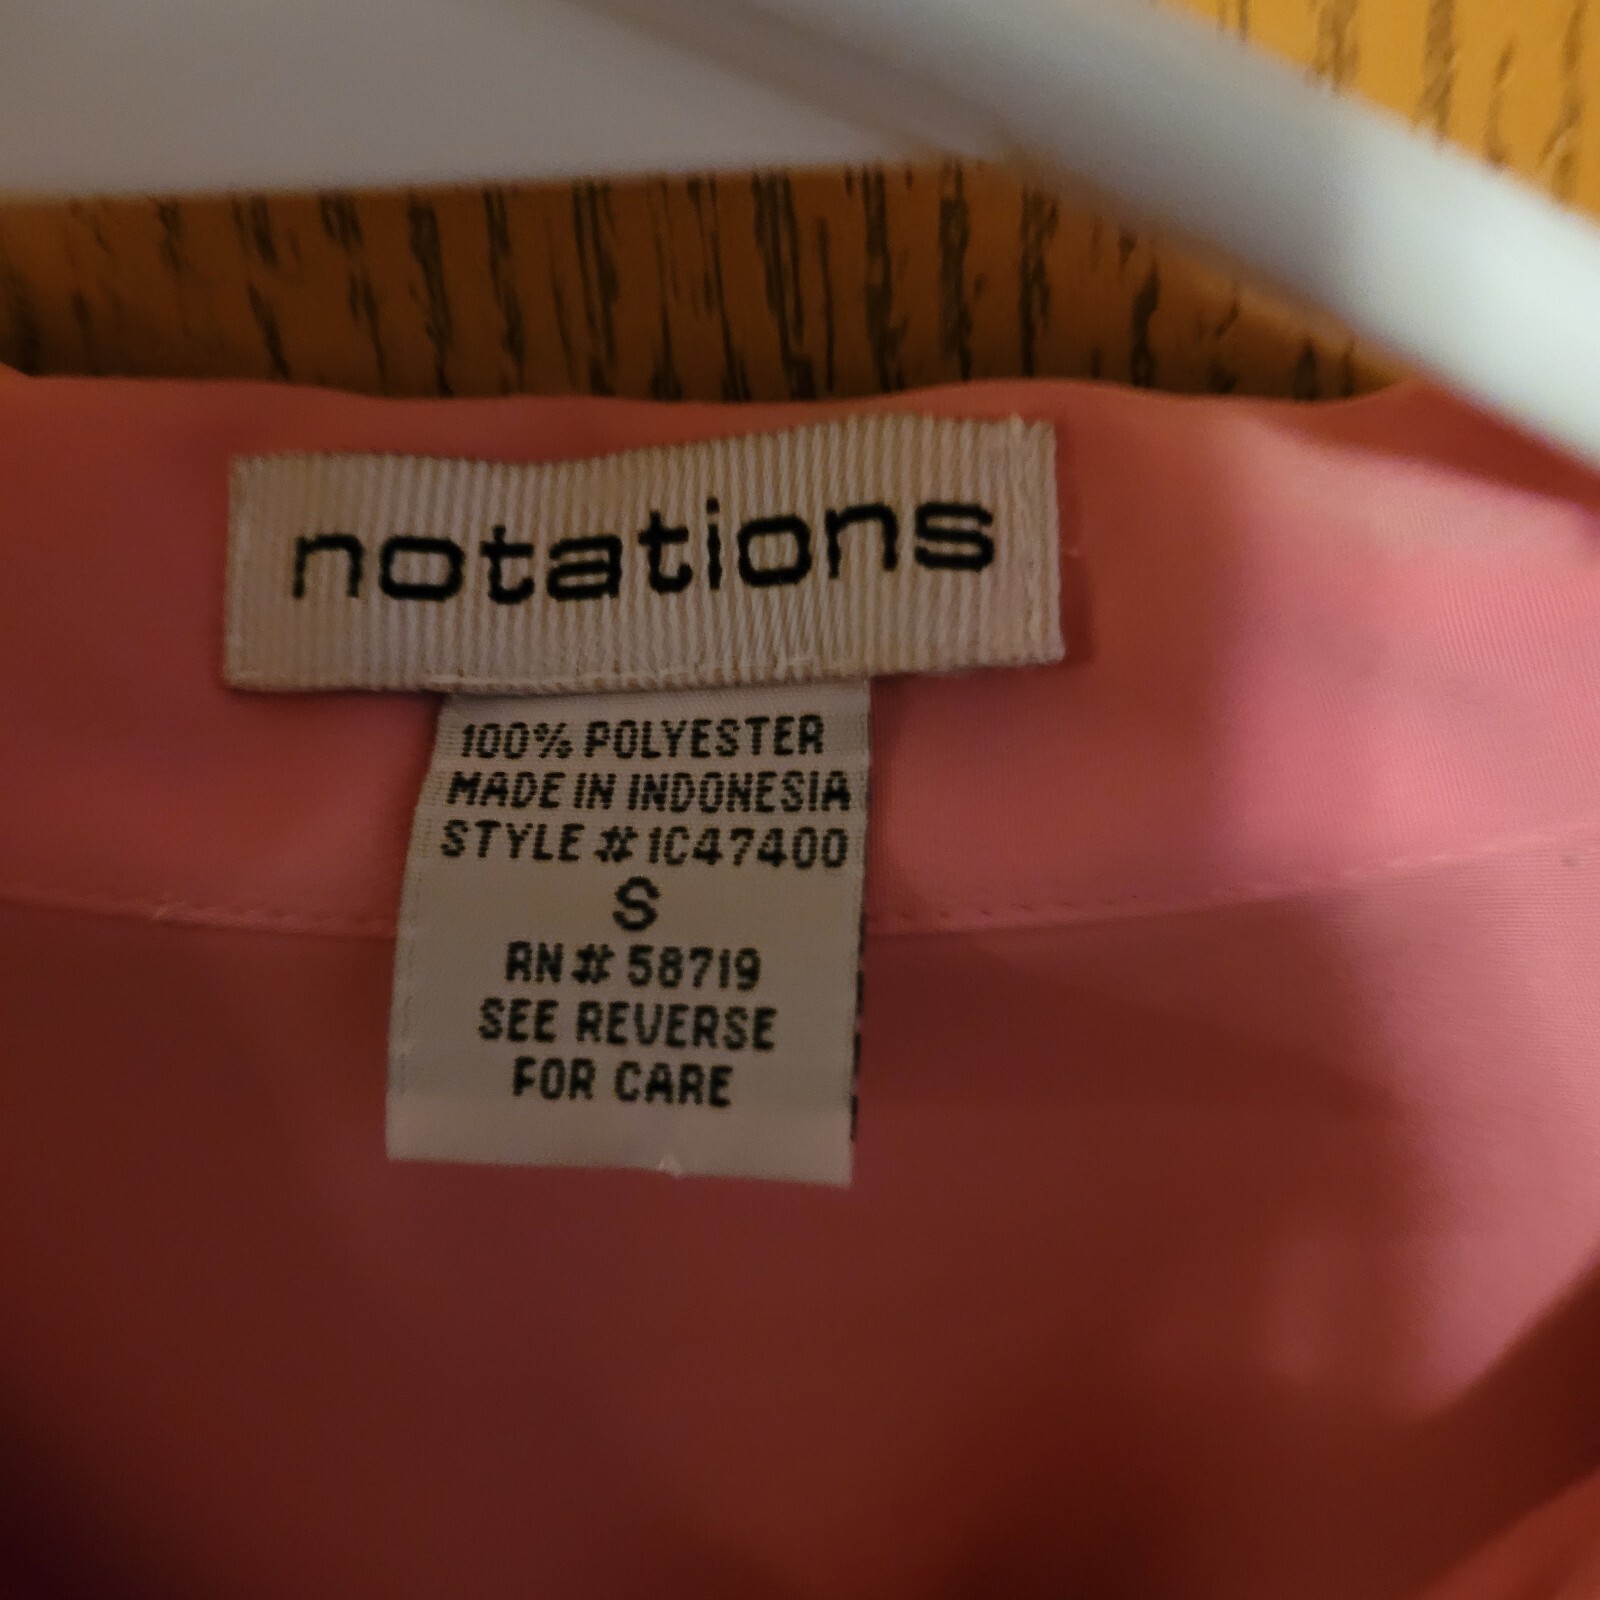 notations
100% POLYESTER
MADE IN INDONESIA
STYLE # 1C47400
S
RN # 58719
SEE REVERSE
FOR CARE